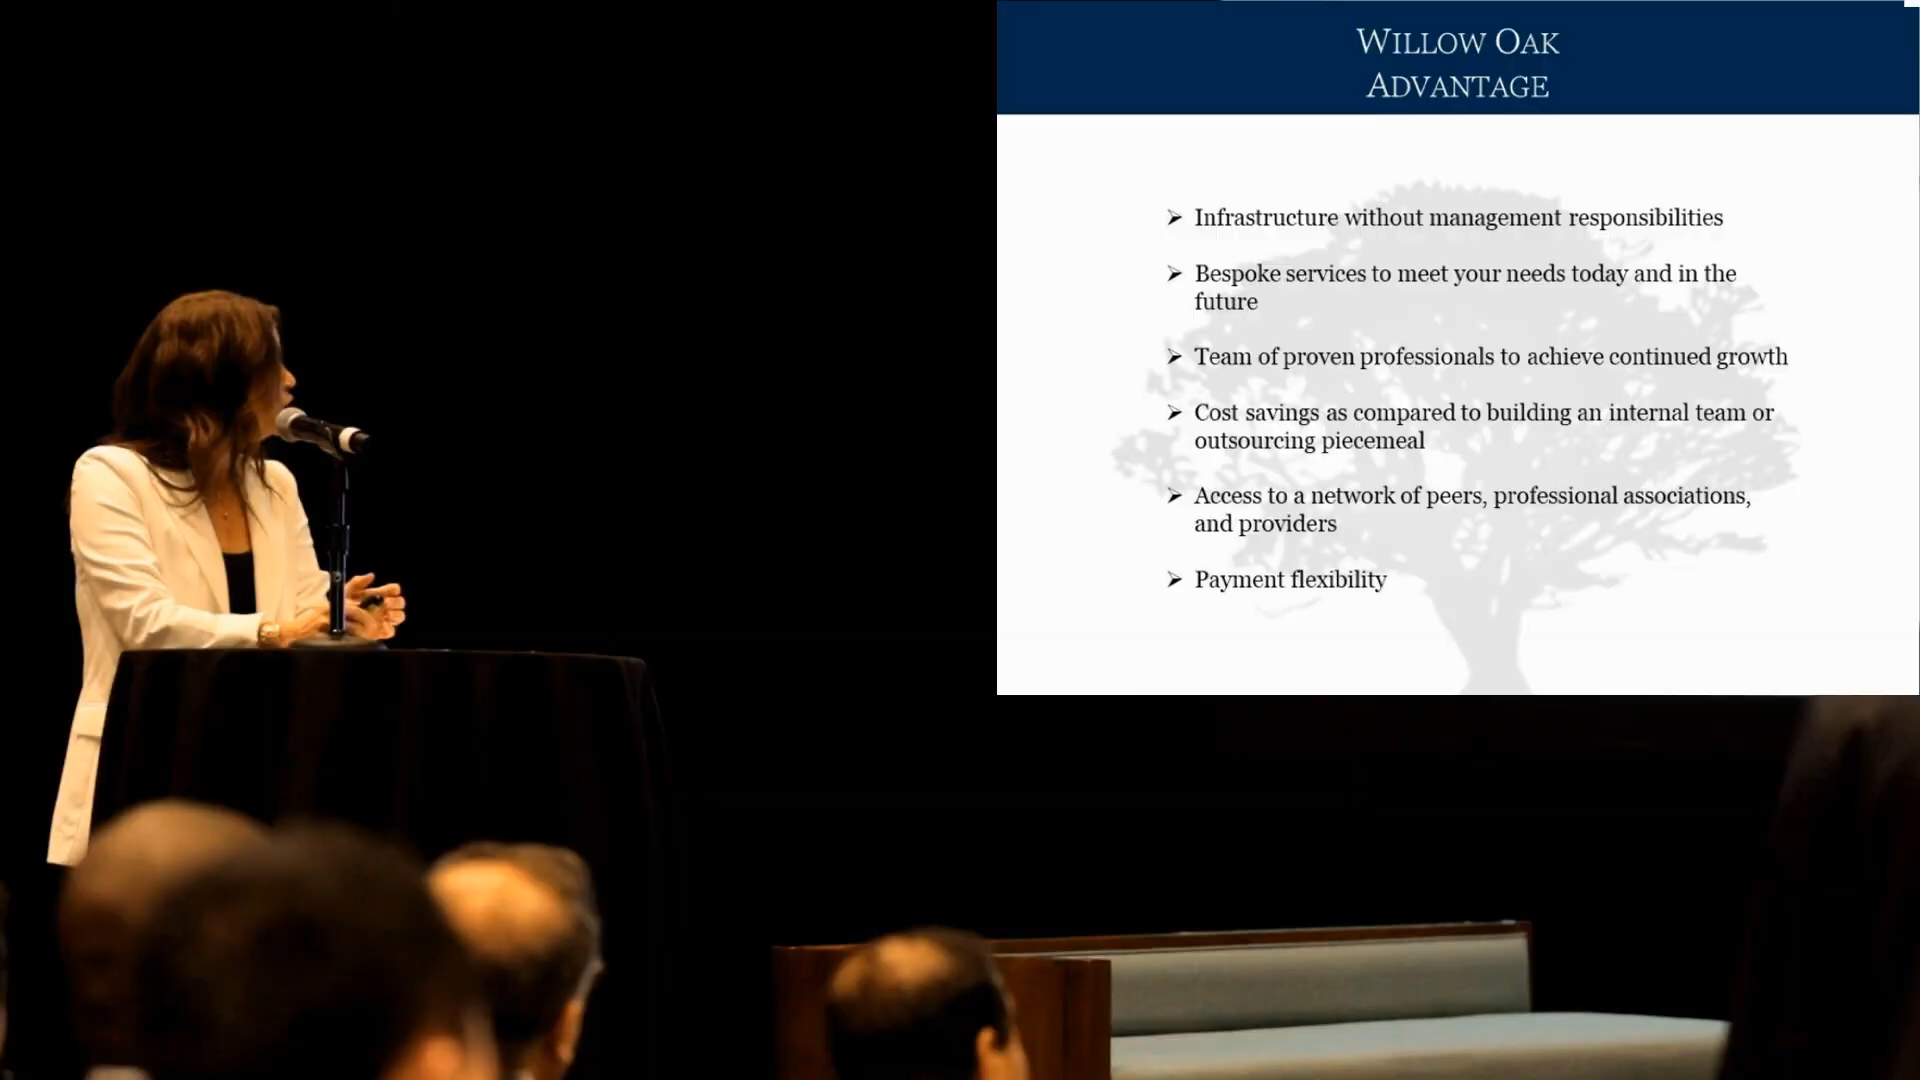 WILLOW OAK
ADVANTAGE
➢ Infrastructure without management responsibilities
➢ Bespoke services to meet your needs today and in the
future
➢ Team of proven professionals to achieve continued growth
➢ Cost savings as compared to building an internal team or
outsourcing piecemeal
➢ Access to a network of peers, professional associations,
and providers
➢ Payment flexibility